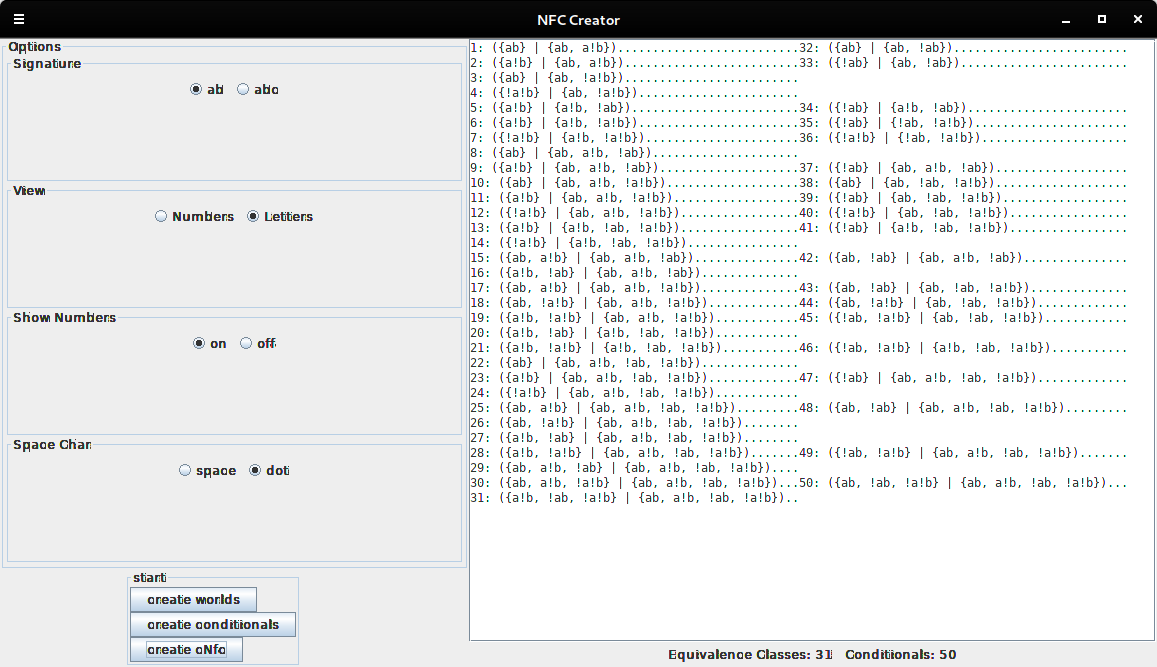 NFC Creator
Options
Signature
ab abc
View
Numbers Letters
Show Numbers
on off
Space Char
space dot
start
create worlds
create conditionals
create cNfc
1: ({ab} | {ab, a!b})..........................32: ({ab} | {ab, !ab}).........................
2: ({a!b} | {ab, a!b}).........................33: ({!ab} | {ab, !ab})........................
3: ({ab} | {ab, !a!b}).........................
4: ({!a!b} | {ab, !a!b}).......................
5: ({a!b} | {a!b, !ab})........................34: ({!ab} | {a!b, !ab}).......................
6: ({a!b} | {a!b, !a!b}).......................35: ({!ab} | {!ab, !a!b})......................
7: ({!a!b} | {a!b, !a!b})......................36: ({!a!b} | {!ab, !a!b}).....................
8: ({ab} | {ab, a!b, !ab}).....................
9: ({a!b} | {ab, a!b, !ab})....................37: ({!ab} | {ab, a!b, !ab})...................
10: ({ab} | {ab, a!b, !a!b})...................38: ({ab} | {ab, !ab, !a!b})...................
11: ({a!b} | {ab, a!b, !a!b})..................39: ({!ab} | {ab, !ab, !a!b})..................
12: ({!a!b} | {ab, a!b, !a!b}).................40: ({!a!b} | {ab, !ab, !a!b}).................
13: ({a!b} | {a!b, !ab, !a!b}).................41: ({!ab} | {a!b, !ab, !a!b}).................
14: ({!a!b} | {a!b, !ab, !a!b})................
15: ({ab, a!b} | {ab, a!b, !ab})...............42: ({ab, !ab} | {ab, a!b, !ab})...............
16: ({a!b, !ab} | {ab, a!b, !ab})..............
17: ({ab, a!b} | {ab, a!b, !a!b})..............43: ({ab, !ab} | {ab, !ab, !a!b})..............
18: ({ab, !a!b} | {ab, a!b, !a!b}).............44: ({ab, !a!b} | {ab, !ab, !a!b}).............
19: ({a!b, !a!b} | {ab, a!b, !a!b})............45: ({!ab, !a!b} | {ab, !ab, !a!b})............
20: ({a!b, !ab} | {a!b, !ab, !a!b})............
21: ({a!b, !a!b} | {a!b, !ab, !a!b})...........46: ({!ab, !a!b} | {a!b, !ab, !a!b})...........
22: ({ab} | {ab, a!b, !ab, !a!b})..............
23: ({a!b} | {ab, a!b, !ab, !a!b}).............47: ({!ab} | {ab, a!b, !ab, !a!b}).............
24: ({!a!b} | {ab, a!b, !ab, !a!b})............
25: ({ab, a!b} | {ab, a!b, !ab, !a!b}).........48: ({ab, !ab} | {ab, a!b, !ab, !a!b}).........
26: ({ab, !a!b} | {ab, a!b, !ab, !a!b})........
27: ({a!b, !ab} | {ab, a!b, !ab, !a!b})........
28: ({a!b, !a!b} | {ab, a!b, !ab, !a!b}).......49: ({!ab, !a!b} | {ab, a!b, !ab, !a!b}).......
29: ({ab, a!b, !ab} | {ab, a!b, !ab, !a!b})....
30: ({ab, a!b, !a!b} | {ab, a!b, !ab, !a!b})...50: ({ab, !ab, !a!b} | {ab, a!b, !ab, !a!b})...
31: ({a!b, !ab, !a!b} | {ab, a!b, !ab, !a!b})..
Equivalence Classes: 31 Conditionals: 50